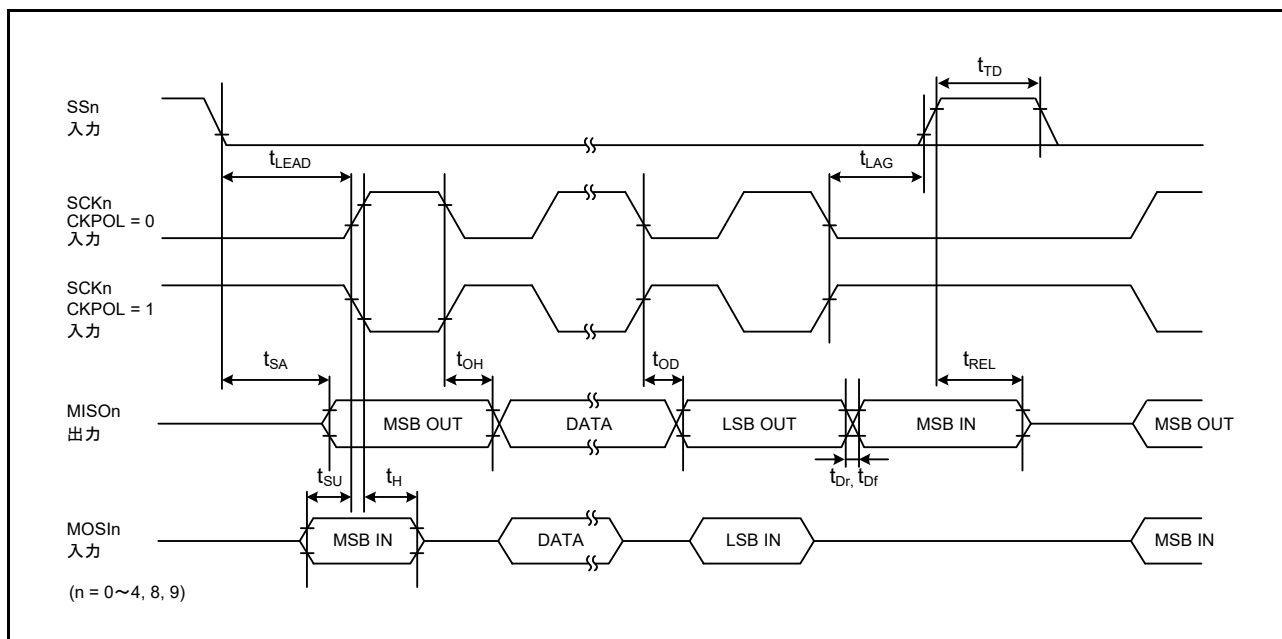 tTD
SSn
入力
tLEAD
tLAG
SCKn
CKPOL = 0
入力
SCKn
CKPOL = 1
入力
tSA
tOH
tOD
tREL
MISOn
出力
MSB OUT
DATA
LSB OUT
MSB IN
MSB OUT
tDr, tDf
tSU
tH
MOSIn
入力
MSB IN
DATA
LSB IN
MSB IN
(n = 0～4, 8, 9)